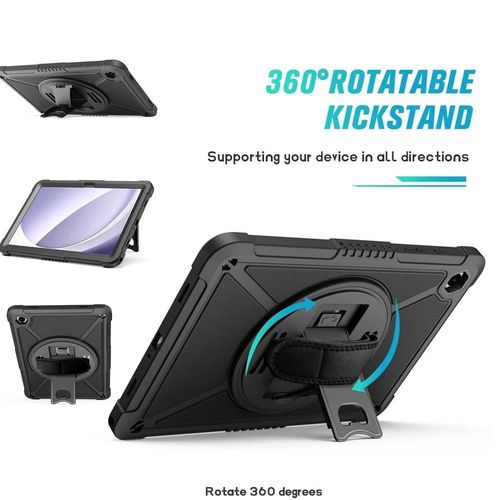 360°ROTATABLE
KICKSTAND
Supporting your device in all directions
Rotate 360 degrees